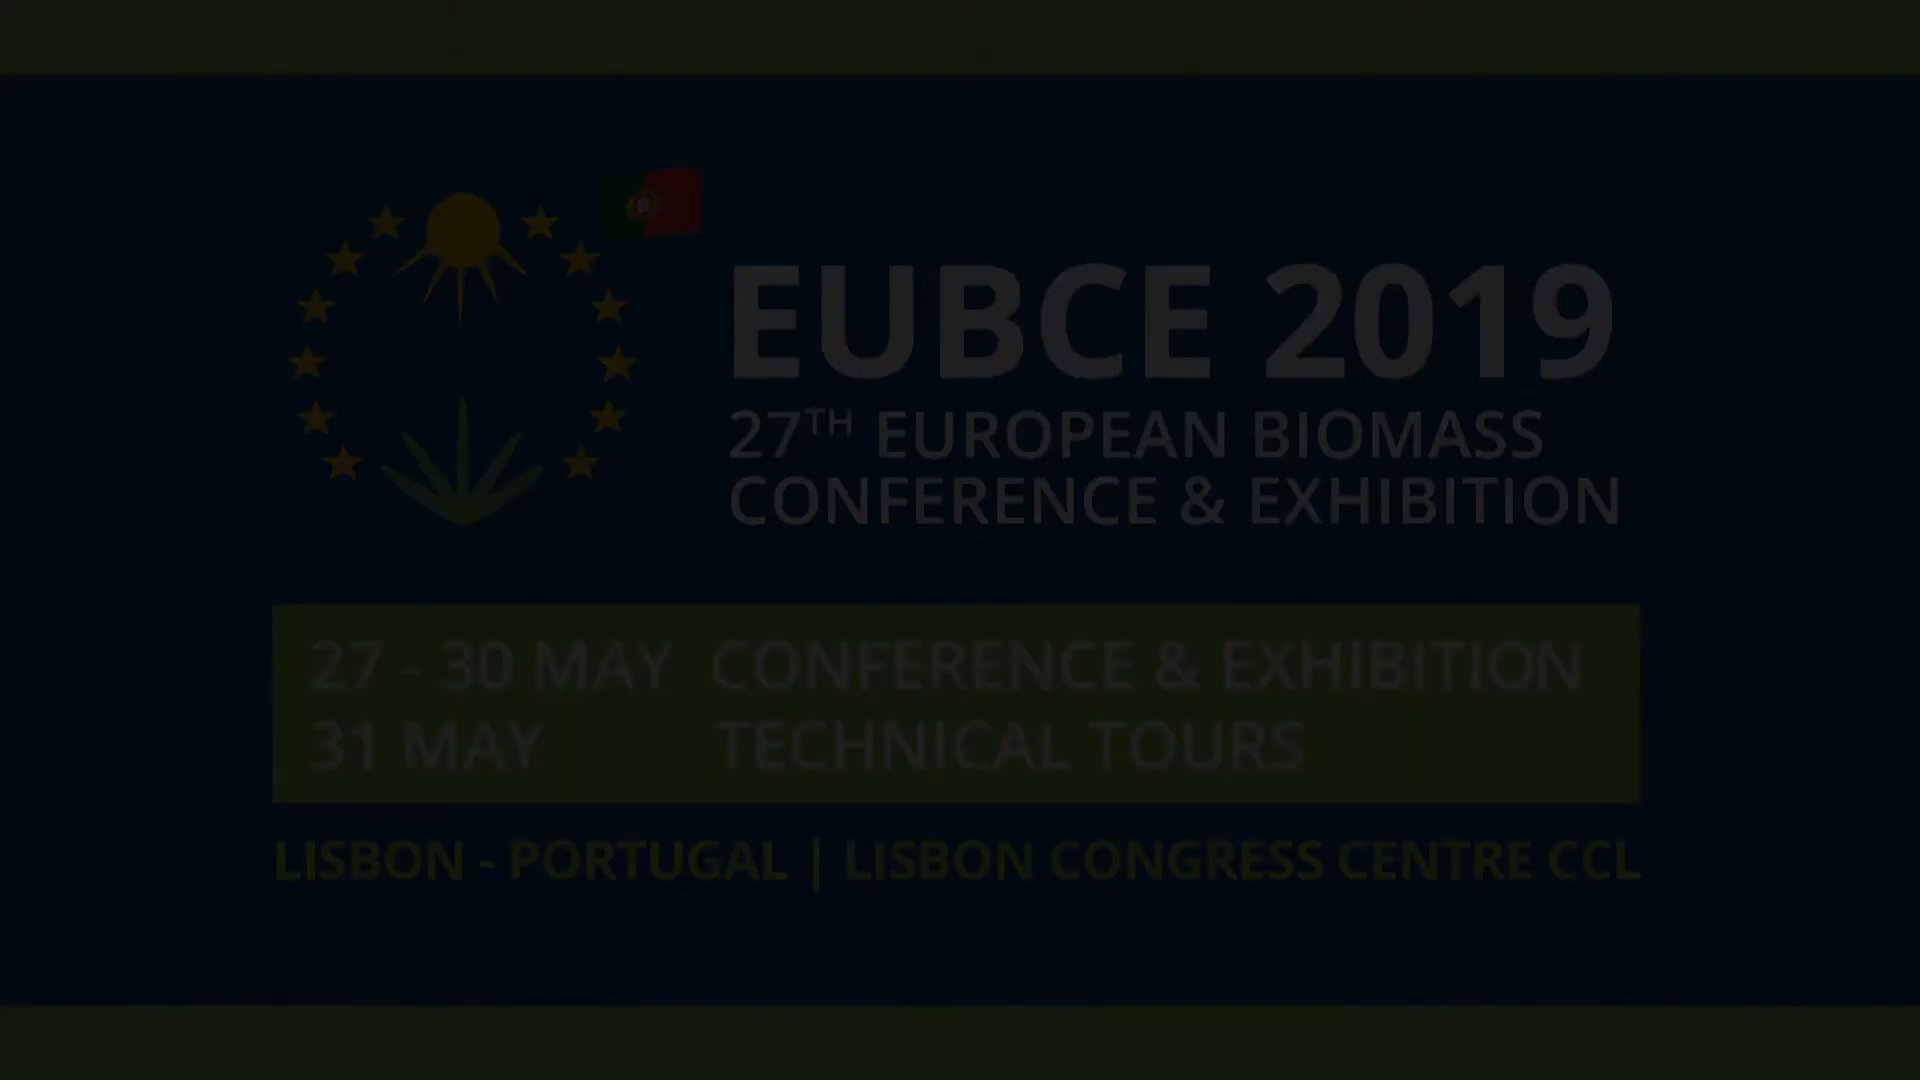 EUBCE 2019
27TH EUROPEAN BIOMASS
CONFERENCE & EXHIBITION
27 - 30 MAY CONFERENCE & EXHIBITION
31 MAY TECHNICAL TOURS
LISBON - PORTUGAL | LISBON CONGRESS CENTRE CCL